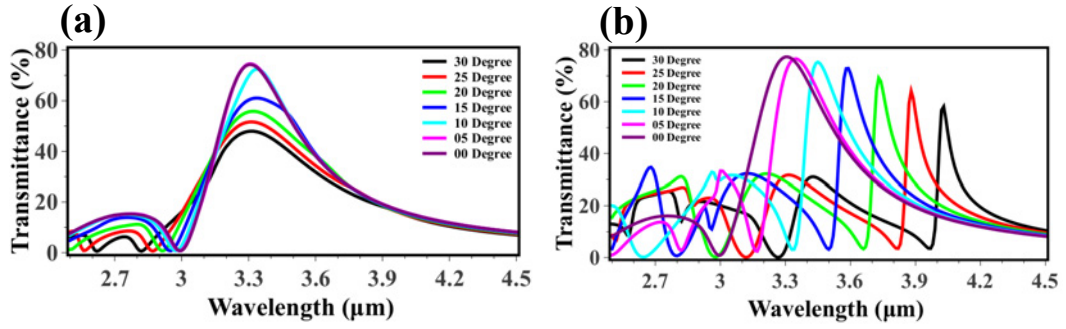 (a)
80
60
40
20
0
Transmittance (%)
30 Degree
25 Degree
20 Degree
15 Degree
10 Degree
05 Degree
00 Degree
2.7 3 3.3 3.6 3.9 4.2 4.5
Wavelength (μm)
(b)
80
60
40
20
0
Transmittance (%)
30 Degree
25 Degree
20 Degree
15 Degree
10 Degree
05 Degree
00 Degree
2.7 3 3.3 3.6 3.9 4.2 4.5
Wavelength (μm)